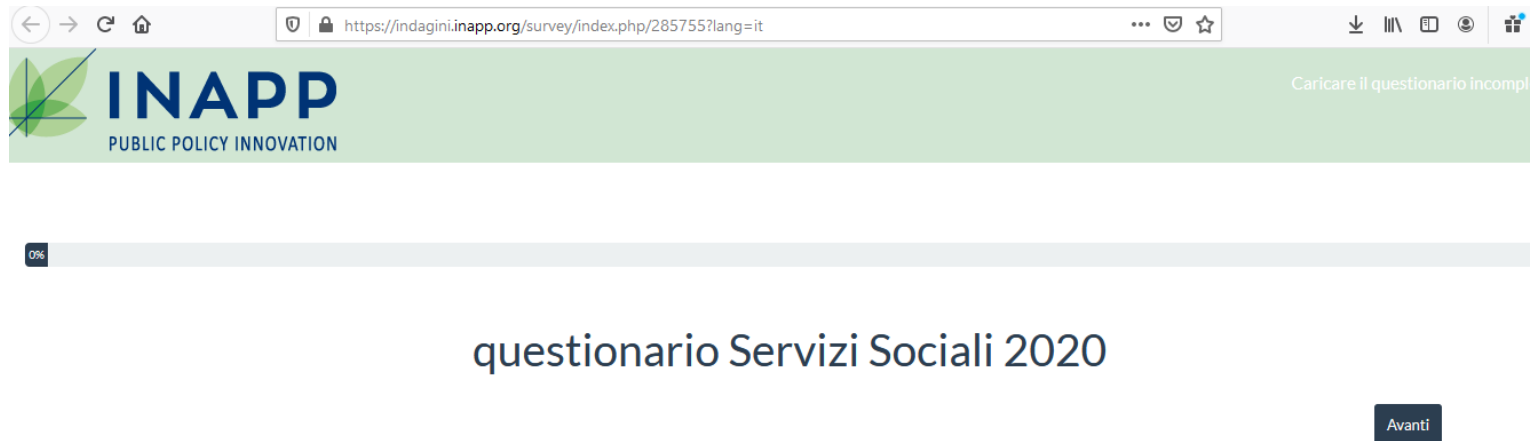 https://indagini.inapp.org/survey/index.php/285755?lang=it
INAPP
PUBLIC POLICY INNOVATION
Caricare il questionario incompl
0%
questionario Servizi Sociali 2020
Avanti